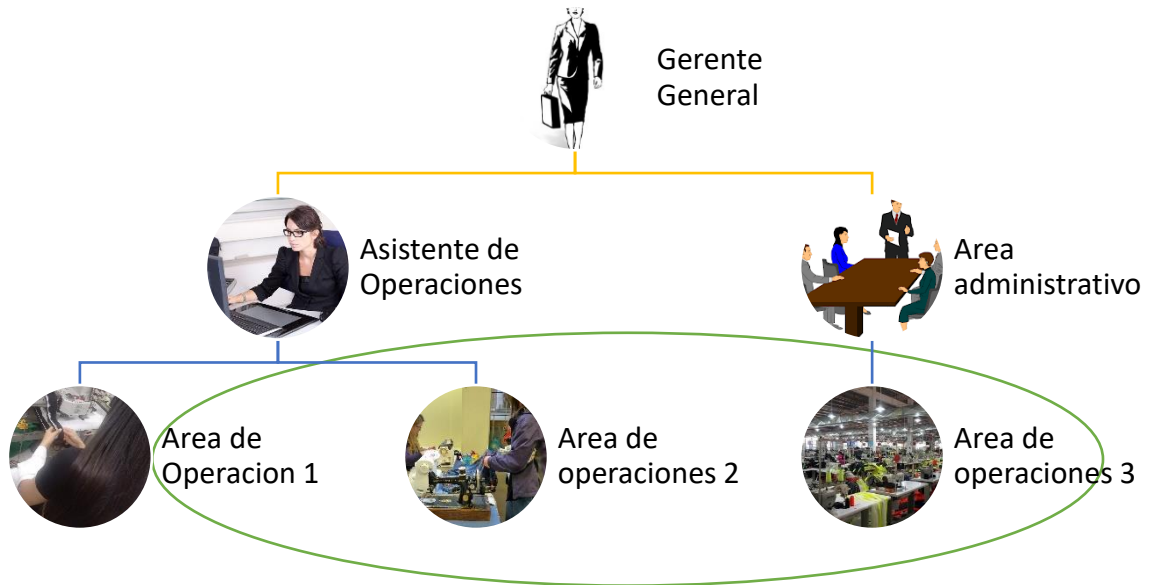 Gerente
General
Asistente de
Operaciones
Area
administrativo
Area de
Operacion 1
Area de
operaciones 2
Area de
operaciones 3